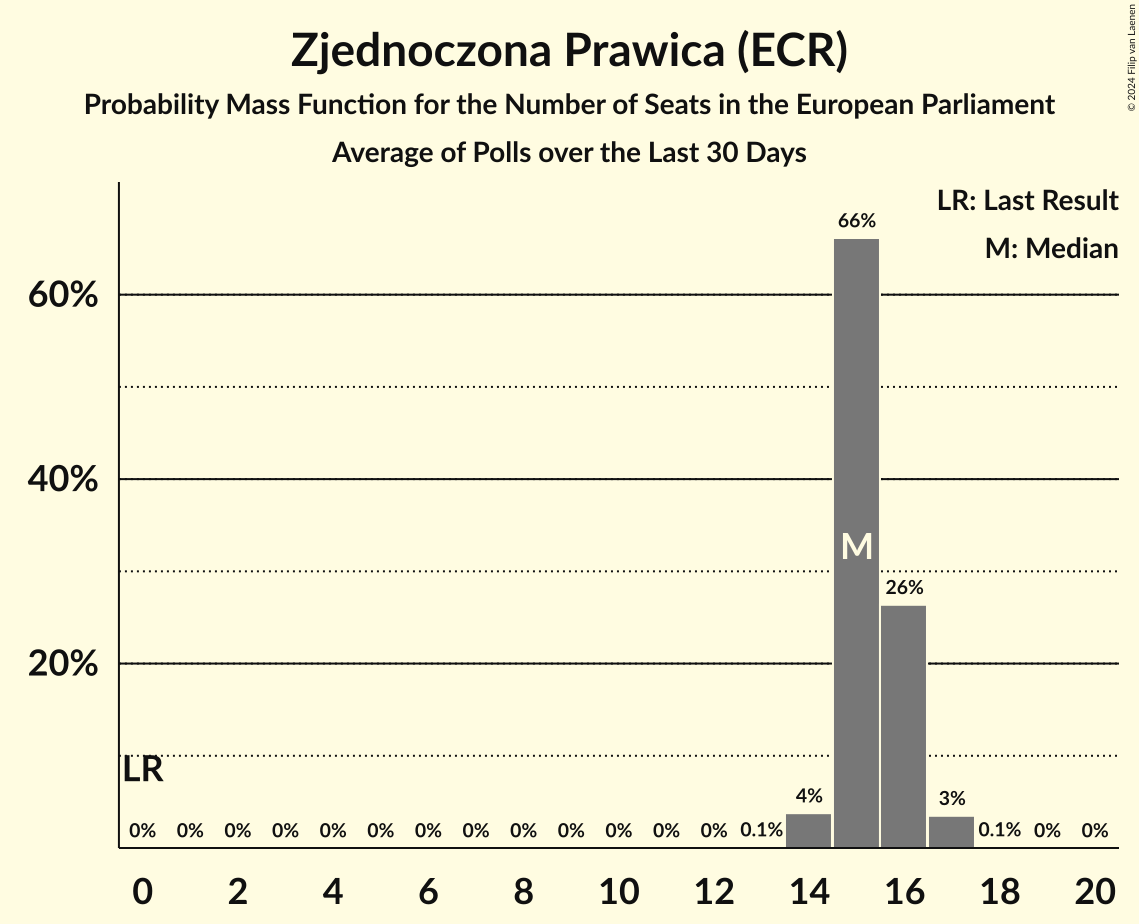 Zjednoczona Prawica (ECR)
Probability Mass Function for the Number of Seats in the European Parliament
Average of Polls over the Last 30 Days
© 2024 Filip van Laenen
LR: Last Result
M: Median
66%
60%
40%
M
26%
20%
LR
4%
3%
0% 0% 0% 0% 0% 0% 0% 0% 0% 0% 0% 0% 0% 0.1% 0.1% 0% 0%
0 2 4 6 8 10 12 14 16 18 20